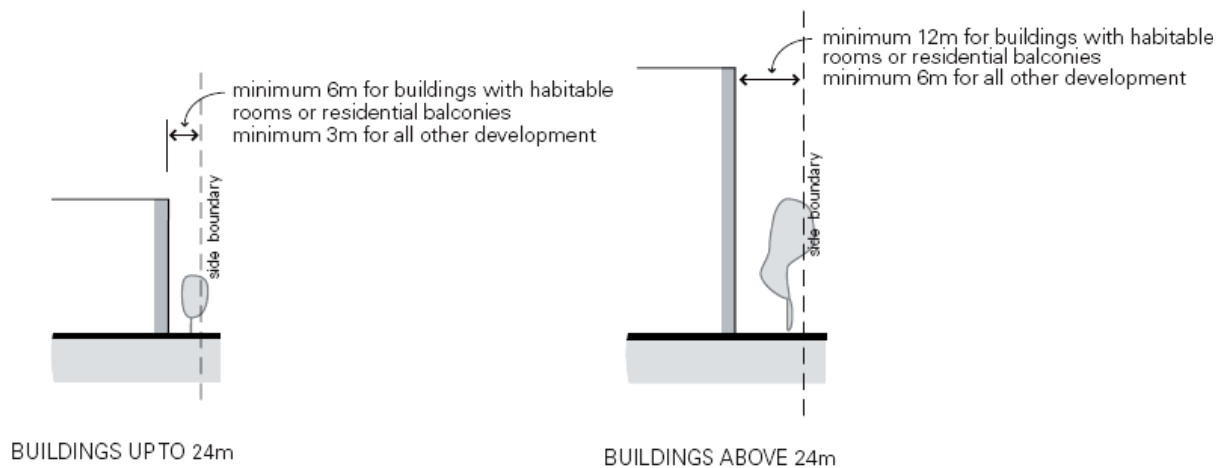 minimum 6m for buildings with habitable
rooms or residential balconies
minimum 3m for all other development
side boundary
BUILDINGS UPTO 24m
minimum 12m for buildings with habitable
rooms or residential balconies
minimum 6m for all other development
side boundary
BUILDINGS ABOVE 24m